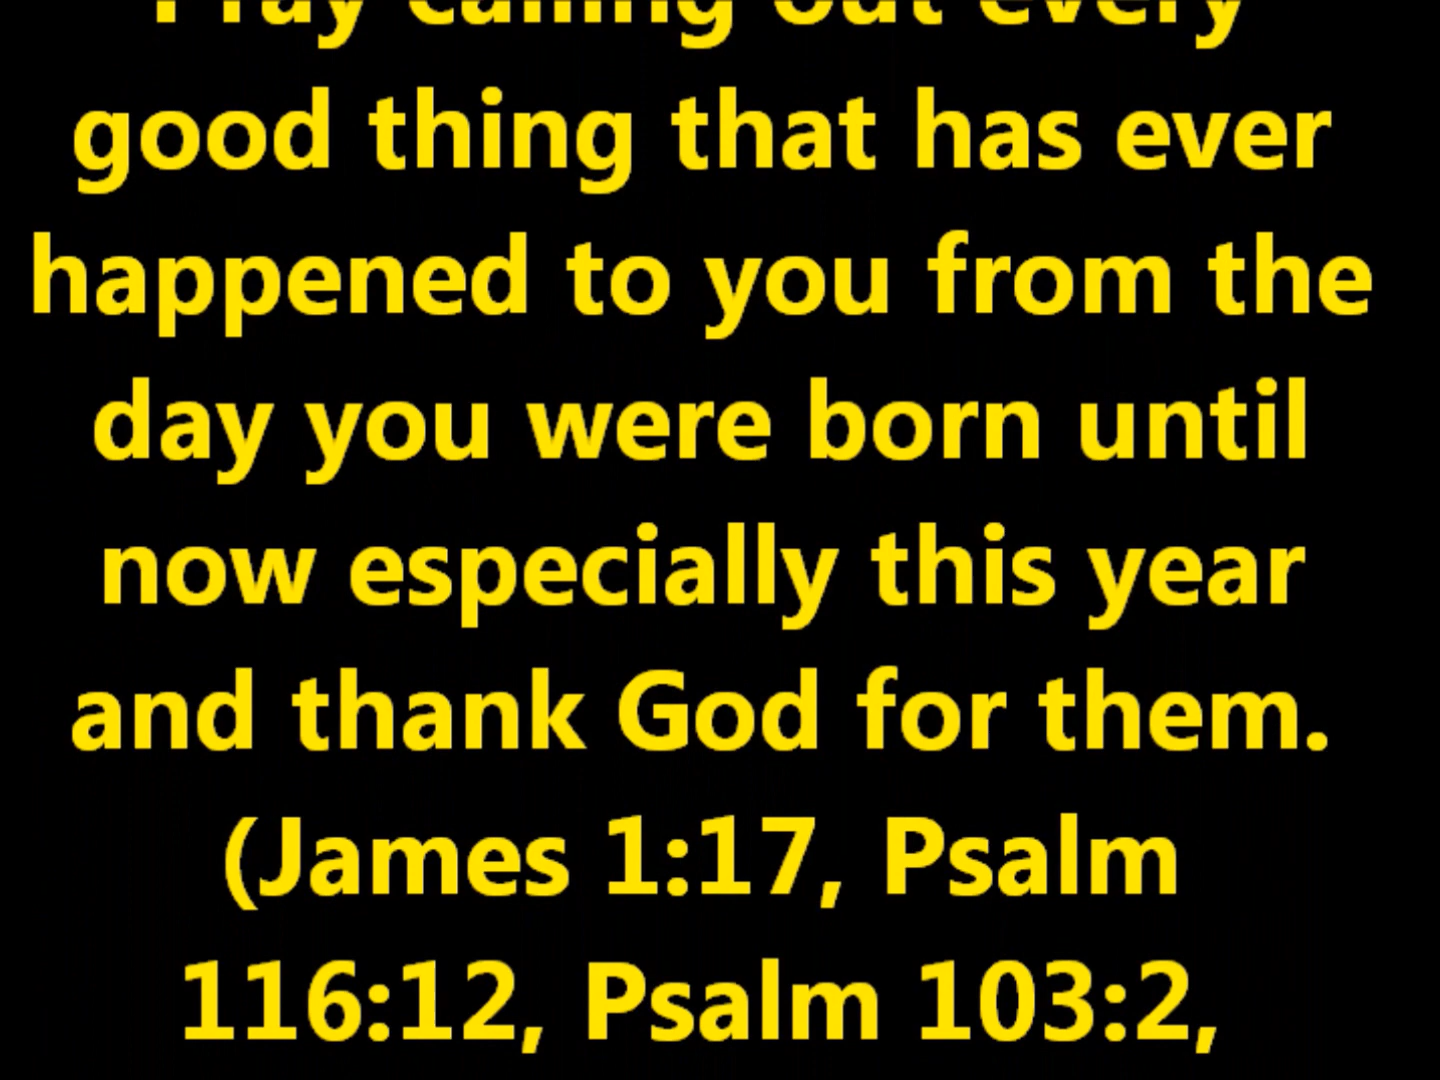 Pray calling out every
good thing that has ever
happened to you from the
day you were born until
now especially this year
and thank God for them.
(James 1:17, Psalm
116:12, Psalm 103:2,